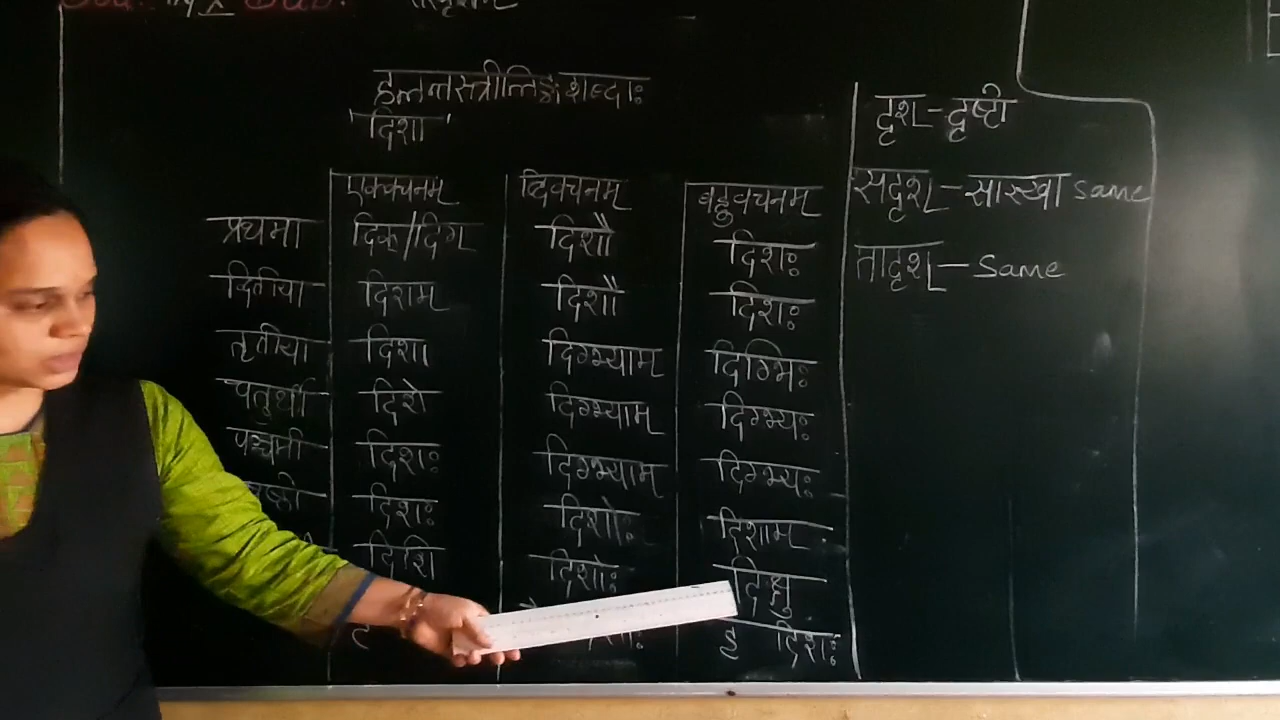 हलन्तस्त्रीलिङ्गशब्दाः
'दिशा'
एकवचनम् द्विवचनम् बहुवचनम्
प्रथमा दिक्/दिग् दिशौ दिशः
द्वितीया दिशम् दिशौ दिशः
तृतीया दिशा दिग्भ्याम् दिग्भिः
चतुर्थी दिशे दिग्भ्याम् दिग्भ्यः
पञ्चमी दिशः दिग्भ्याम् दिग्भ्यः
दिशः दिशोः दिशाम्
दिशि दिशोः दिक्षु
हे दिशः
दृश - दृष्टी
सदृश् - सारखा same
तादृश् - same